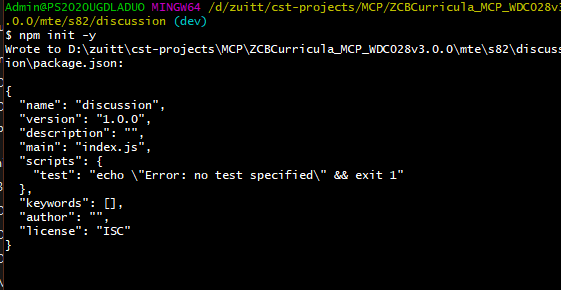 Admin@PS2020UGDLADUO MINGW64 /d/zuitt/cst-projects/MCP/ZCBCurricula_MCP_WDC028v3
.0.0/mte/s82/discussion (dev)
$ npm init -y
Wrote to D:\zuitt\cst-projects\MCP\ZCBCurricula_MCP_WDC028v3.0.0\mte\s82\discuss
ion\package.json:
{
"name": "discussion",
"version": "1.0.0",
"description": "",
"main": "index.js",
"scripts": {
"test": "echo \"Error: no test specified\" && exit 1"
},
"keywords": [],
"author": "",
"license": "ISC"
}